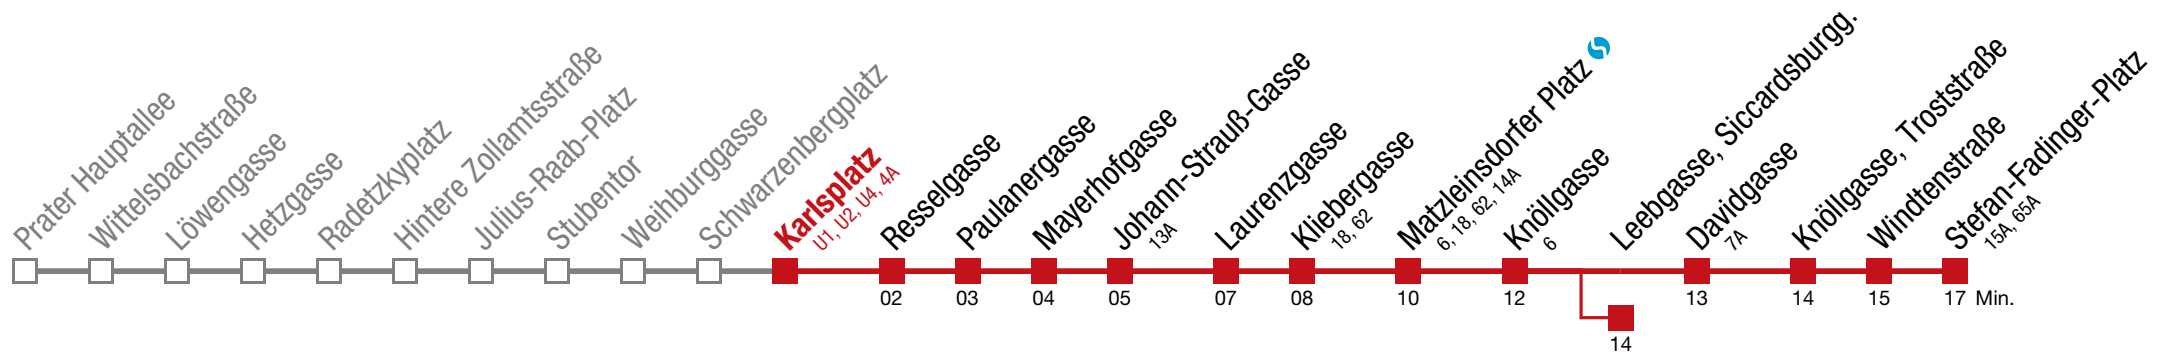 Prater Hauptallee
Wittelsbachstraße
Löwengasse
Hetzgasse
Radetzkyplatz
Hintere Zollamtsstraße
Julius-Raab-Platz
Stubentor
Weihburggasse
Schwarzenbergplatz
Karlsplatz
U1, U2, U4, 4A
Resselgasse
Paulanergasse
Mayerhofgasse
Johann-Strauß-Gasse
13A
Laurenzgasse
Kliebergasse
18, 62
Matzleinsdorfer Platz
6, 18, 62, 14A
Knöllgasse
6
Leebgasse, Siccardsburgg.
Davidgasse
7A
Knöllgasse, Troststraße
Windtenstraße
Stefan-Fadinger-Platz
15A, 65A
02 03 04 05 07 08 10 12 13 14 15 17 Min.
14